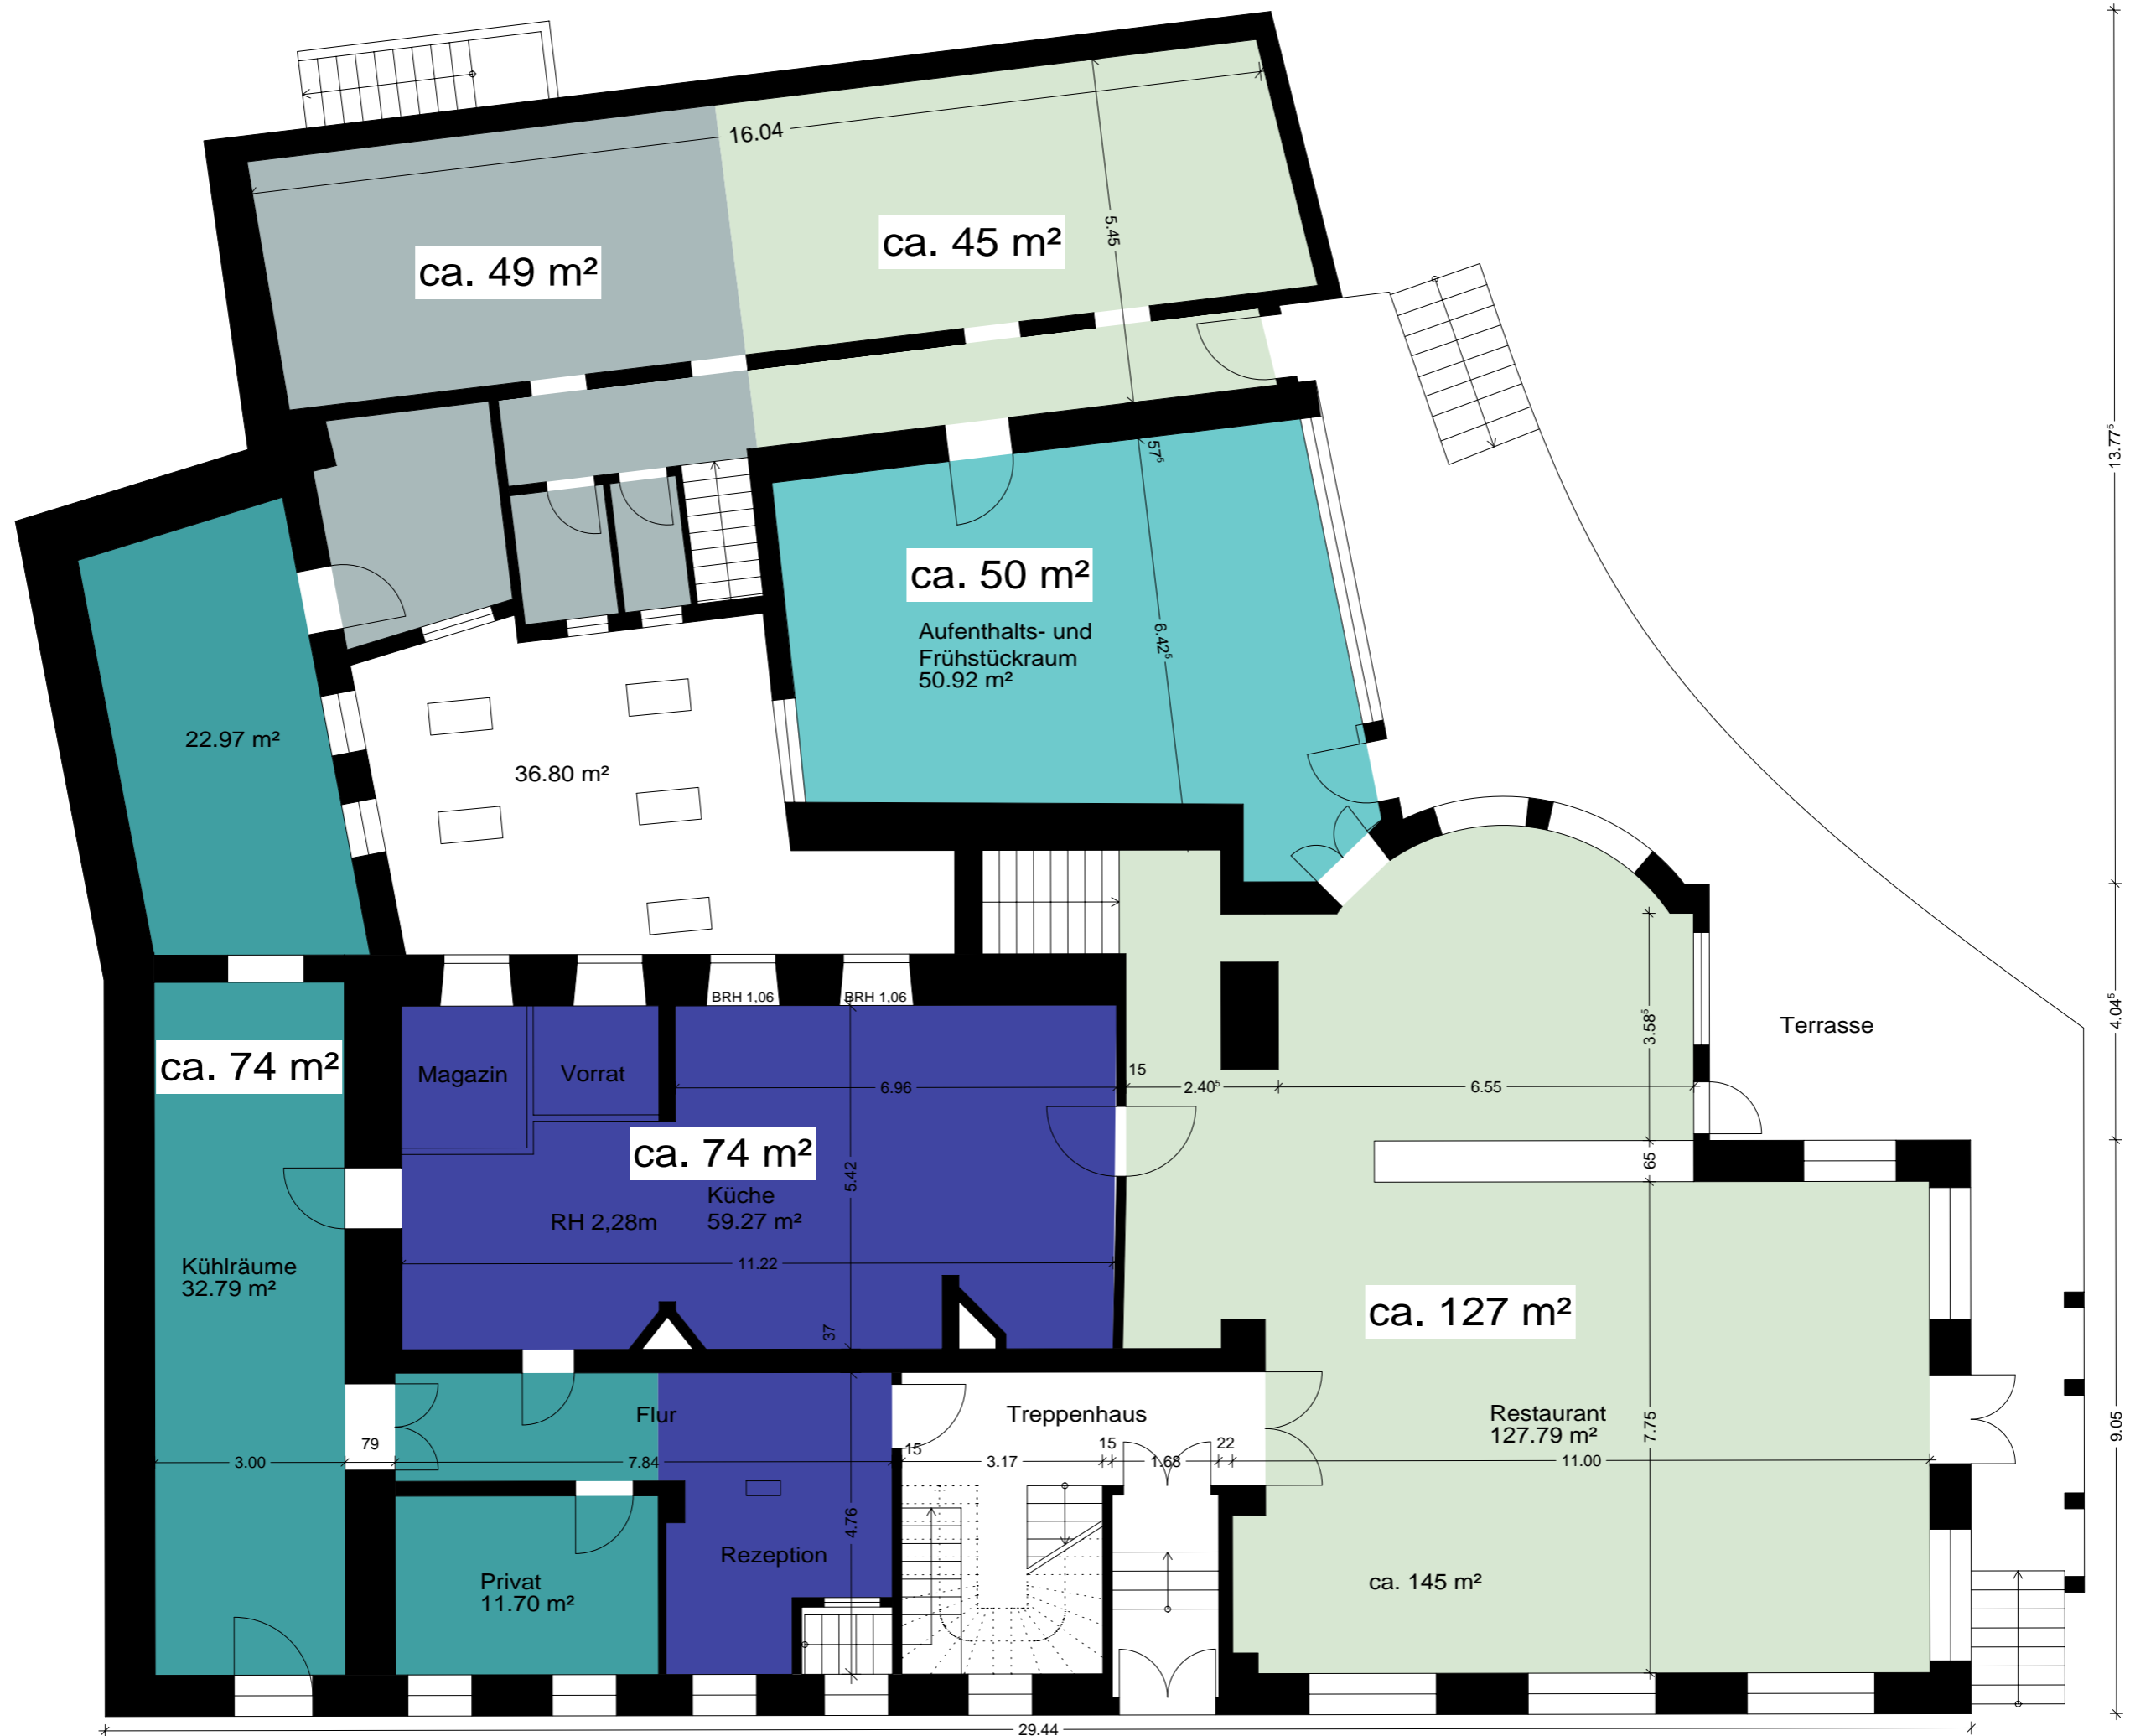 16.04
5.45
ca. 45 m²
ca. 49 m²
13.77⁵
57⁵
ca. 50 m²
Aufenthalts- und
Frühstückraum
50.92 m²
6.42⁵
22.97 m²
36.80 m²
BRH 1,06
BRH 1,06
4.04⁵
3.58⁵
Terrasse
ca. 74 m²
Magazin
Vorrat
6.96
15
2.40⁵
6.55
ca. 74 m²
Küche
59.27 m²
RH 2,28m
5.42
65
11.22
Kühlräume
32.79 m²
37
ca. 127 m²
Flur
Treppenhaus
Restaurant
127.79 m²
7.75
9.05
3.00
79
7.84
15
3.17
15
1.68
22
11.00
4.76
Rezeption
Privat
11.70 m²
ca. 145 m²
29.44